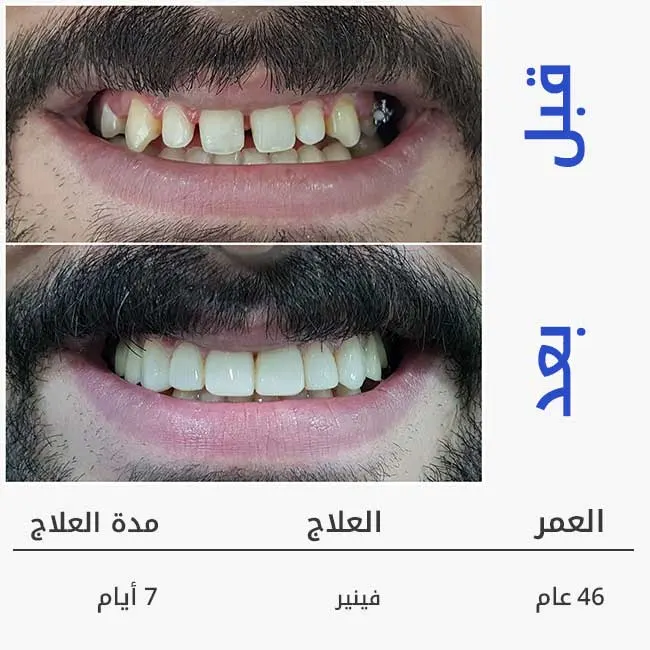 قبل
بعد
العمر العلاج مدة العلاج
46 عام فينير 7 أيام